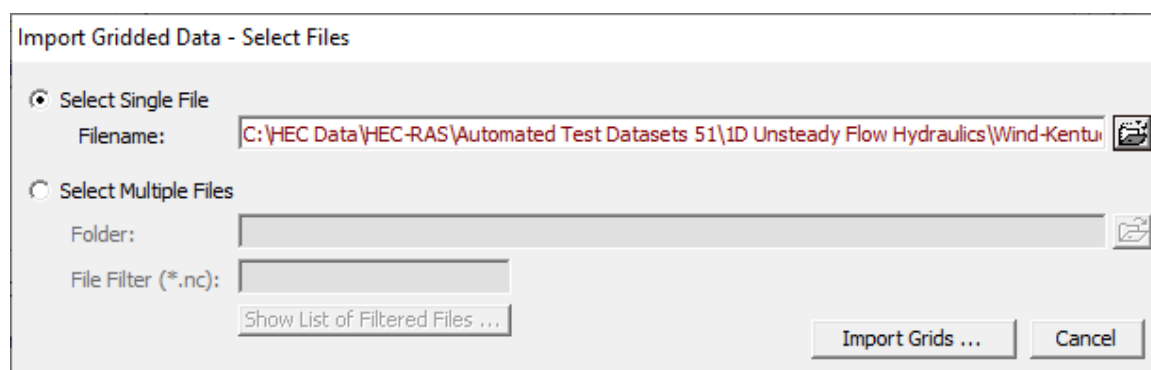 Import Gridded Data - Select Files
Select Single File
Filename: C:\HEC Data\HEC-RAS\Automated Test Datasets 51\1D Unsteady Flow Hydraulics\Wind-Kentu
Select Multiple Files
Folder:
File Filter (*.nc):
Show List of Filtered Files ...
Import Grids ... Cancel